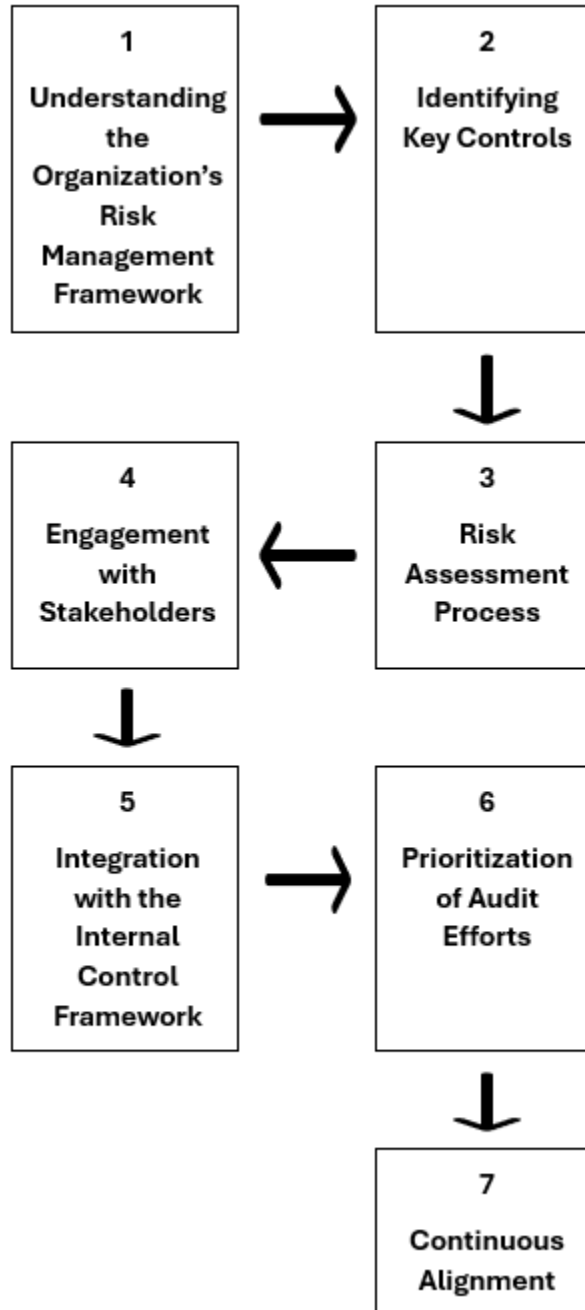 1
Understanding
the
Organization’s
Risk
Management
Framework
2
Identifying
Key Controls
3
Risk
Assessment
Process
4
Engagement
with
Stakeholders
5
Integration
with the
Internal
Control
Framework
6
Prioritization
of Audit
Efforts
7
Continuous
Alignment